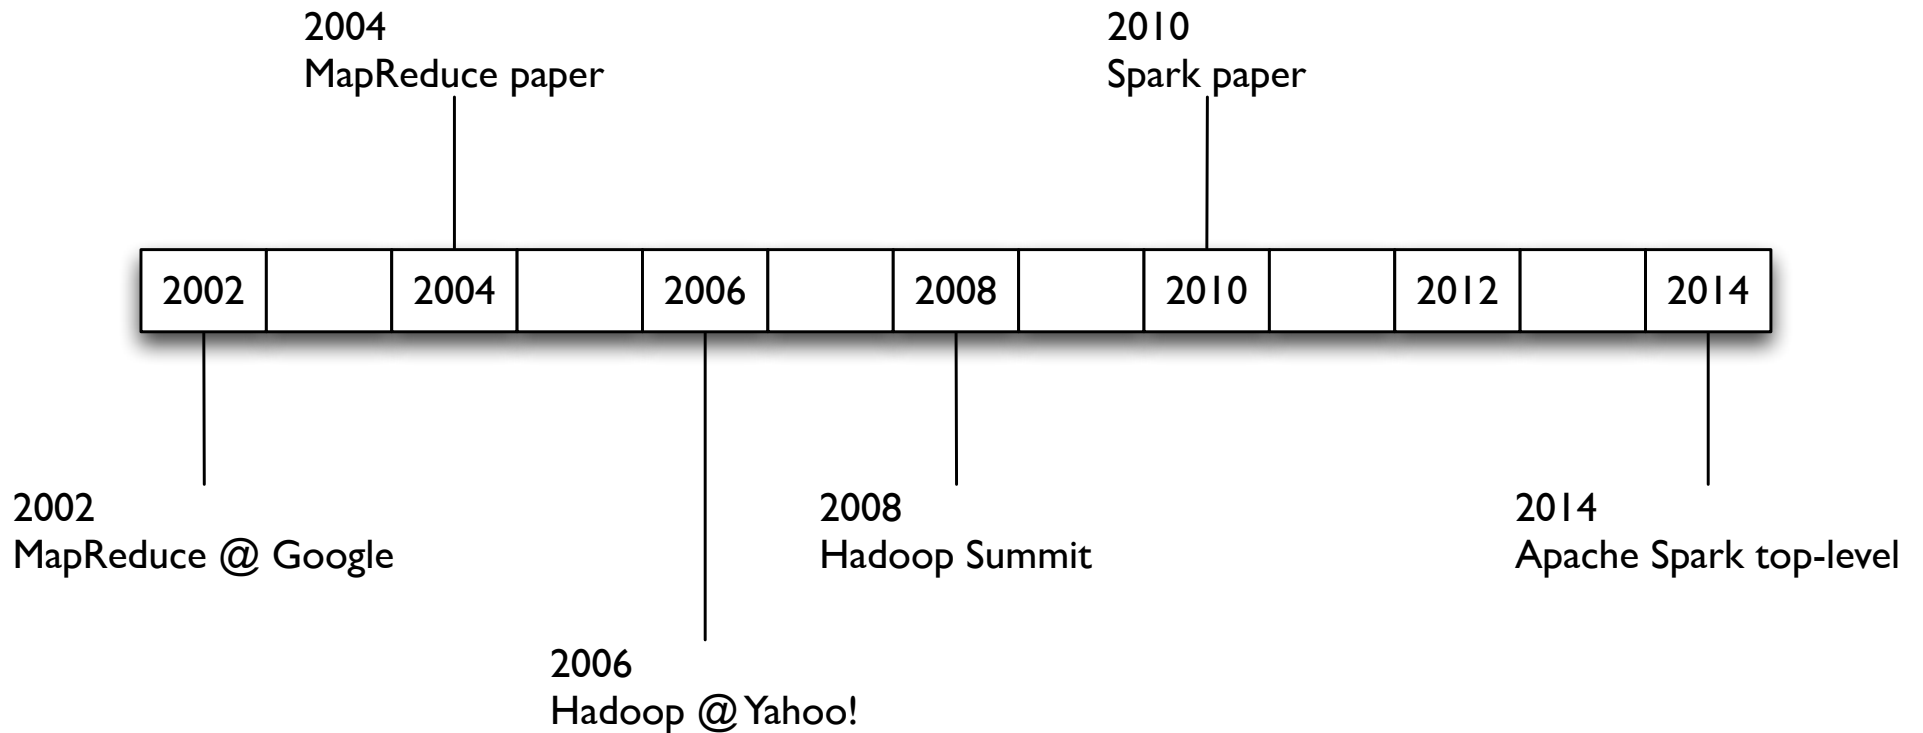 2004
MapReduce paper
2010
Spark paper
2002
2004
2006
2008
2010
2012
2014
2002
MapReduce @ Google
2008
Hadoop Summit
2014
Apache Spark top-level
2006
Hadoop @ Yahoo!